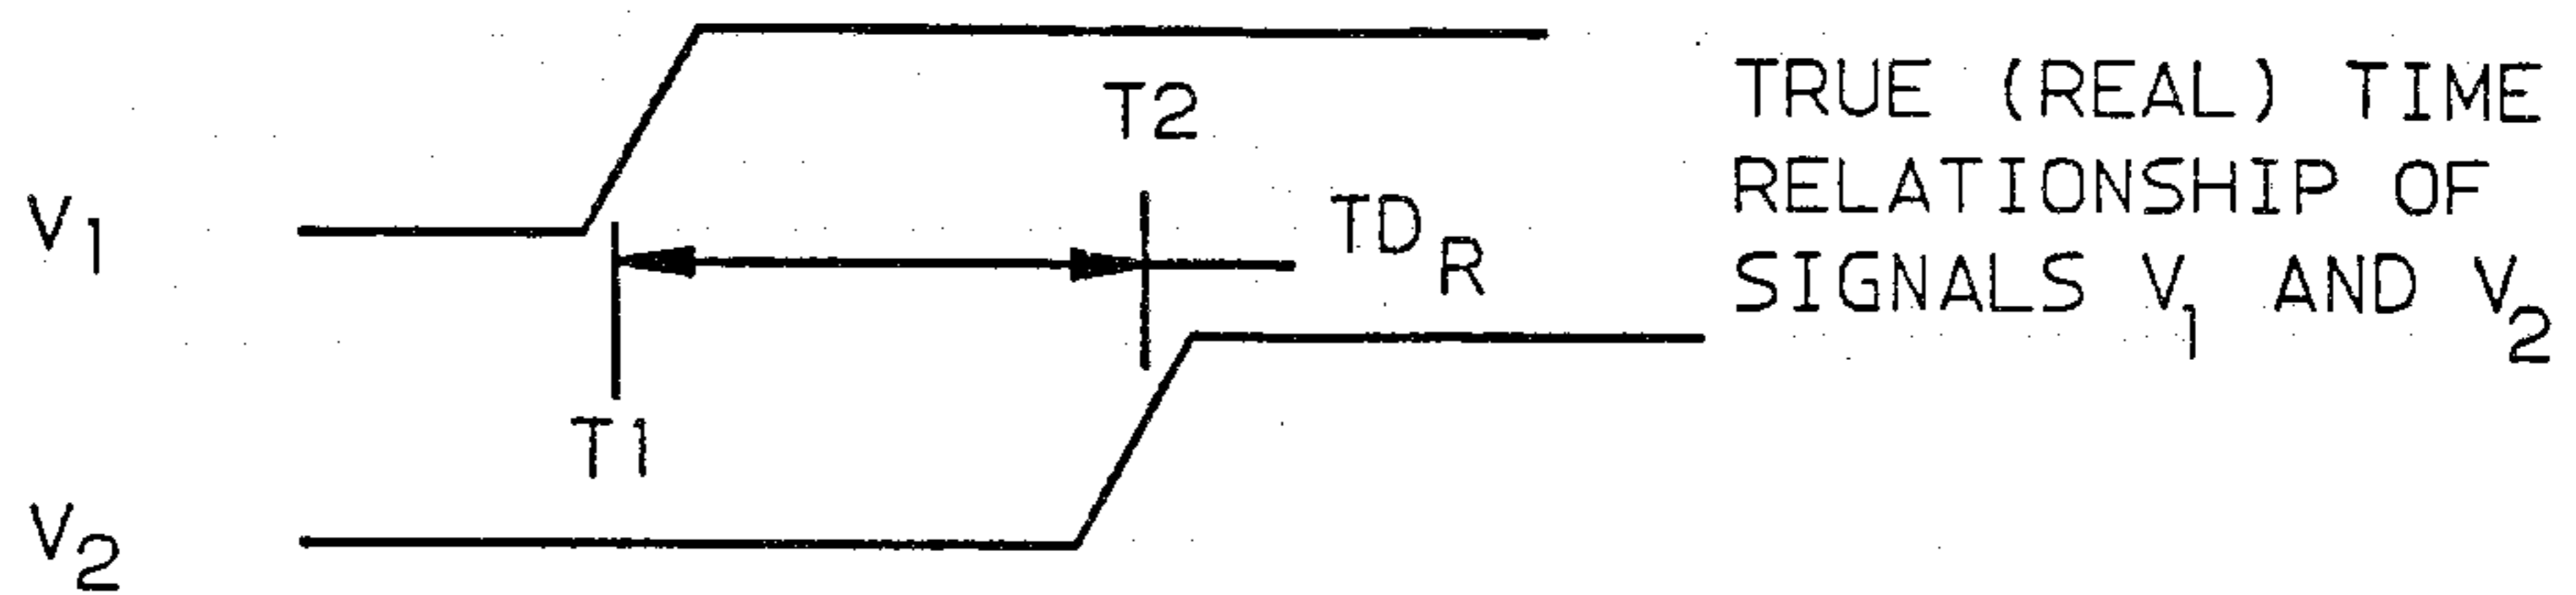 TRUE (REAL) TIME
RELATIONSHIP OF
SIGNALS V1 AND V2
T2
V1
TDR
T1
V2